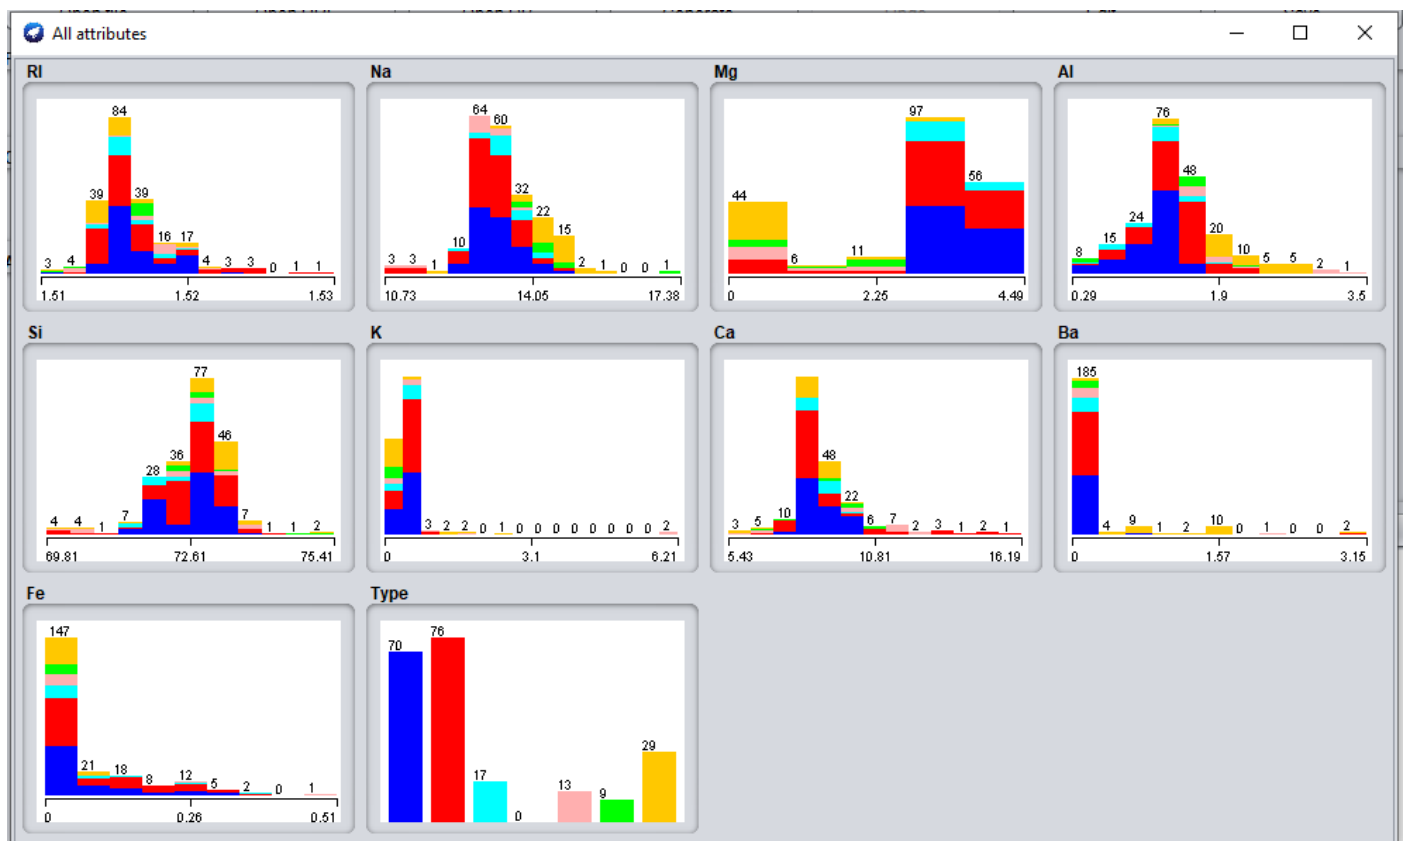 All attributes
RI Na Mg Al
84 39 39 3 4 16 17 4 3 3 0 1 1
1.51 1.52 1.53
64 60 32 22 15 10 3 3 1 2 1 0 0 1
10.73 14.05 17.38
97 56 44 6 11
0 2.25 4.49
76 48 24 15 8 20 10 5 5 2 1
0.29 1.9 3.5
Si K Ca Ba
77 46 36 28 4 4 1 7 7 1 1 2
69.81 72.61 75.41
3 2 2 0 1 0 0 0 0 0 0 0 2
0 3.1 6.21
48 22 3 5 10 6 7 2 3 1 2 1
5.43 10.81 16.19
185 4 9 1 2 10 0 1 0 0 2
0 1.57 3.15
Fe Type
147 21 18 8 12 5 2 0 1
0 0.26 0.51
70 76 17 0 13 9 29